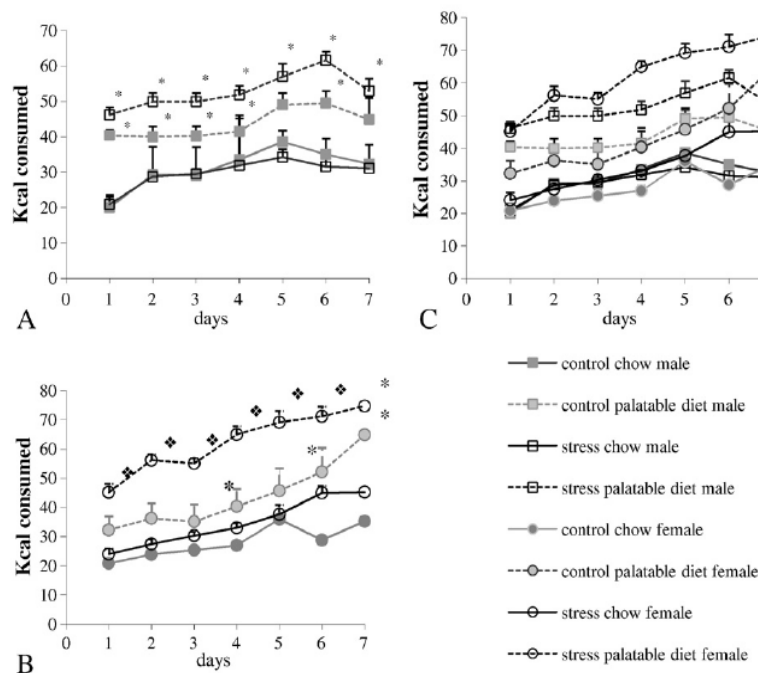 70
60
50
40
30
20
10
0
Kcal consumed
* * * * * * *
* * * * *
0 1 2 3 4 5 6 7
days
A
80
70
60
50
40
30
20
10
0
Kcal consumed
0 1 2 3 4 5 6
days
C
80
70
60
50
40
30
20
10
0
Kcal consumed
❖ ❖ ❖ ❖ ❖ ❖ *
* * *
0 1 2 3 4 5 6 7
days
B
control chow male
control palatable diet male
stress chow male
stress palatable diet male
control chow female
control palatable diet female
stress chow female
stress palatable diet female